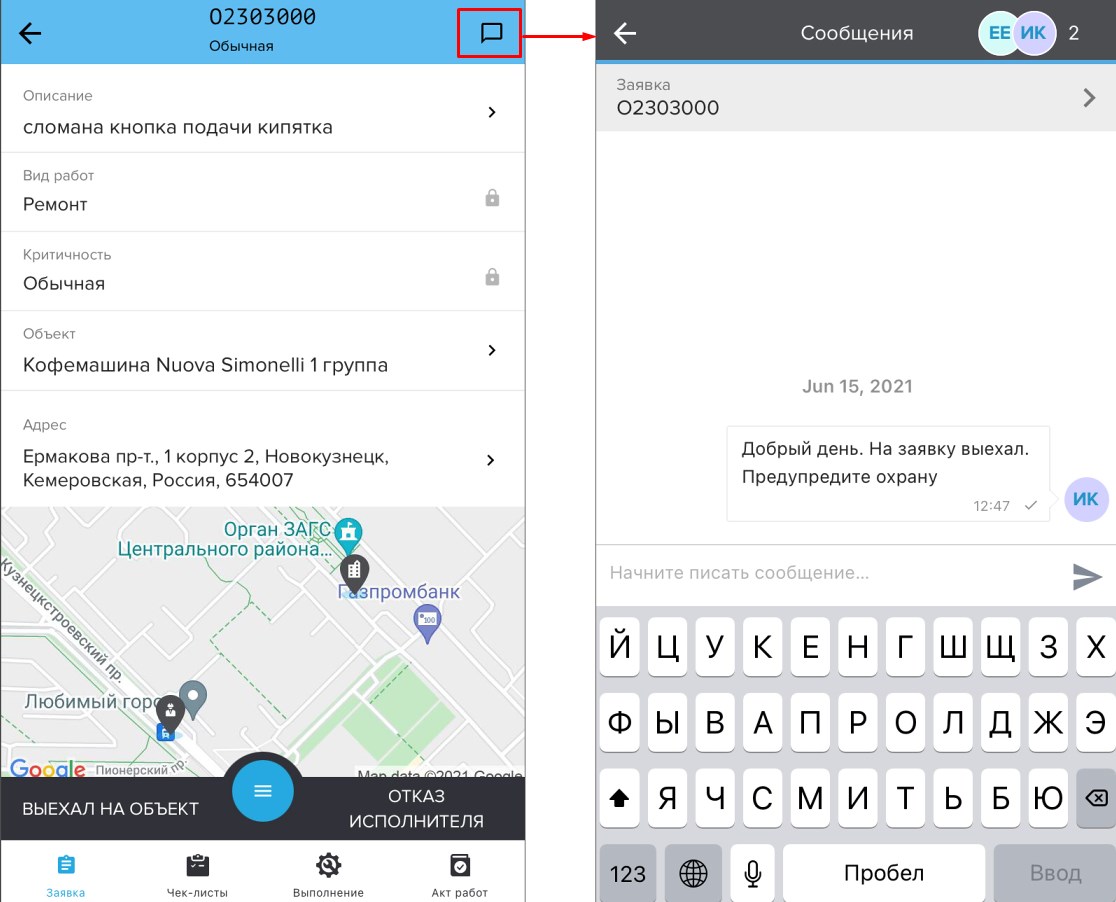 O2303000
Обычная
Описание
сломана кнопка подачи кипятка
Вид работ
Ремонт
Критичность
Обычная
Объект
Кофемашина Nuova Simonelli 1 группа
Адрес
Ермакова пр-т., 1 корпус 2, Новокузнецк,
Кемеровская, Россия, 654007
Орган ЗАГС
Центрального района...
Газпромбанк
100
Кузнецкстроевский пр.
Любимый горо
Google
Пионерский пр.
Map data ©2021 Google
ВЫЕХАЛ НА ОБЪЕКТ
ОТКАЗ
ИСПОЛНИТЕЛЯ
Заявка
Чек-листы
Выполнение
Акт работ
Сообщения
ЕЕ
ИК
2
Заявка
O2303000
Jun 15, 2021
Добрый день. На заявку выехал.
Предупредите охрану
12:47
ИК
Начните писать сообщение...
Й Ц У К Е Н Г Ш Щ З Х
Ф Ы В А П Р О Л Д Ж Э
Я Ч С М И Т Ь Б Ю
123
Пробел
Ввод